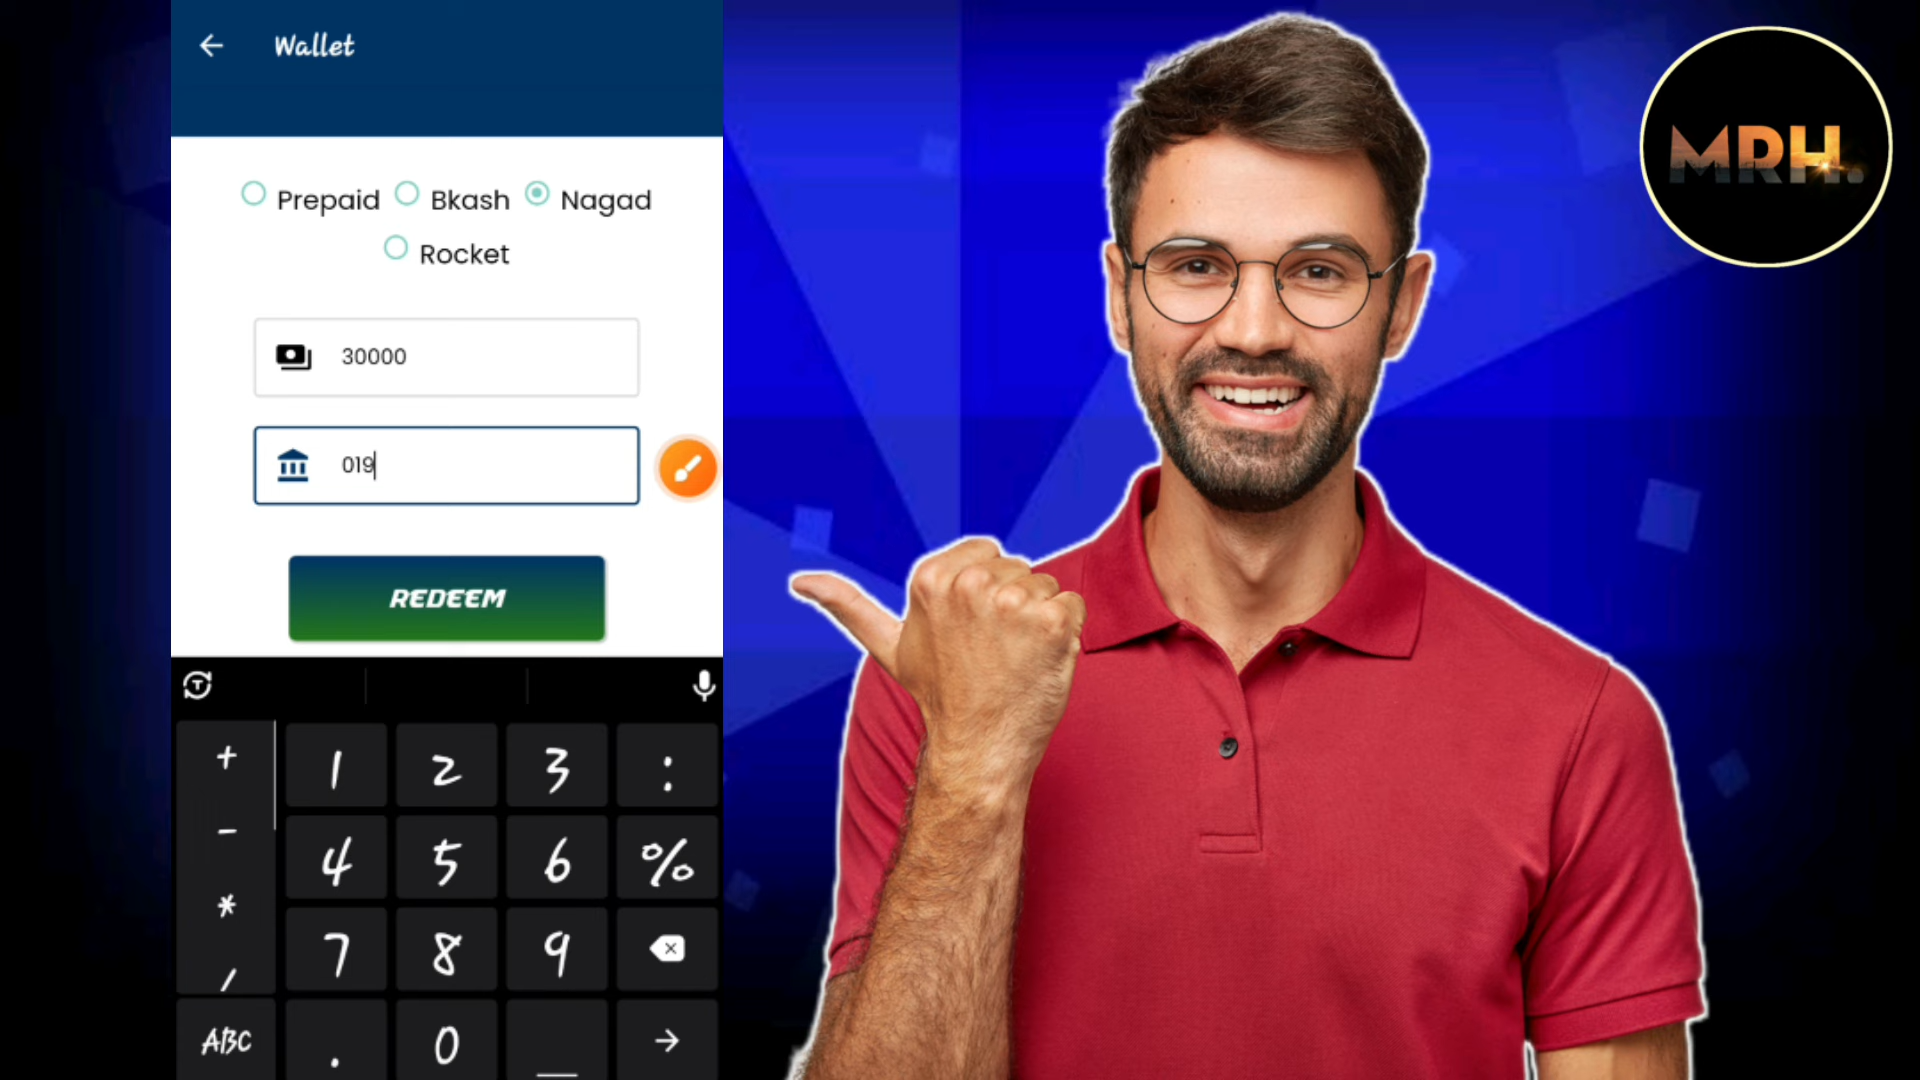 Wallet
Prepaid Bkash Nagad
Rocket
30000
019
REDEEM
+ 1 2 3 :
- 4 5 6 %
* 7 8 9
/
ABC . 0 _
MRH.